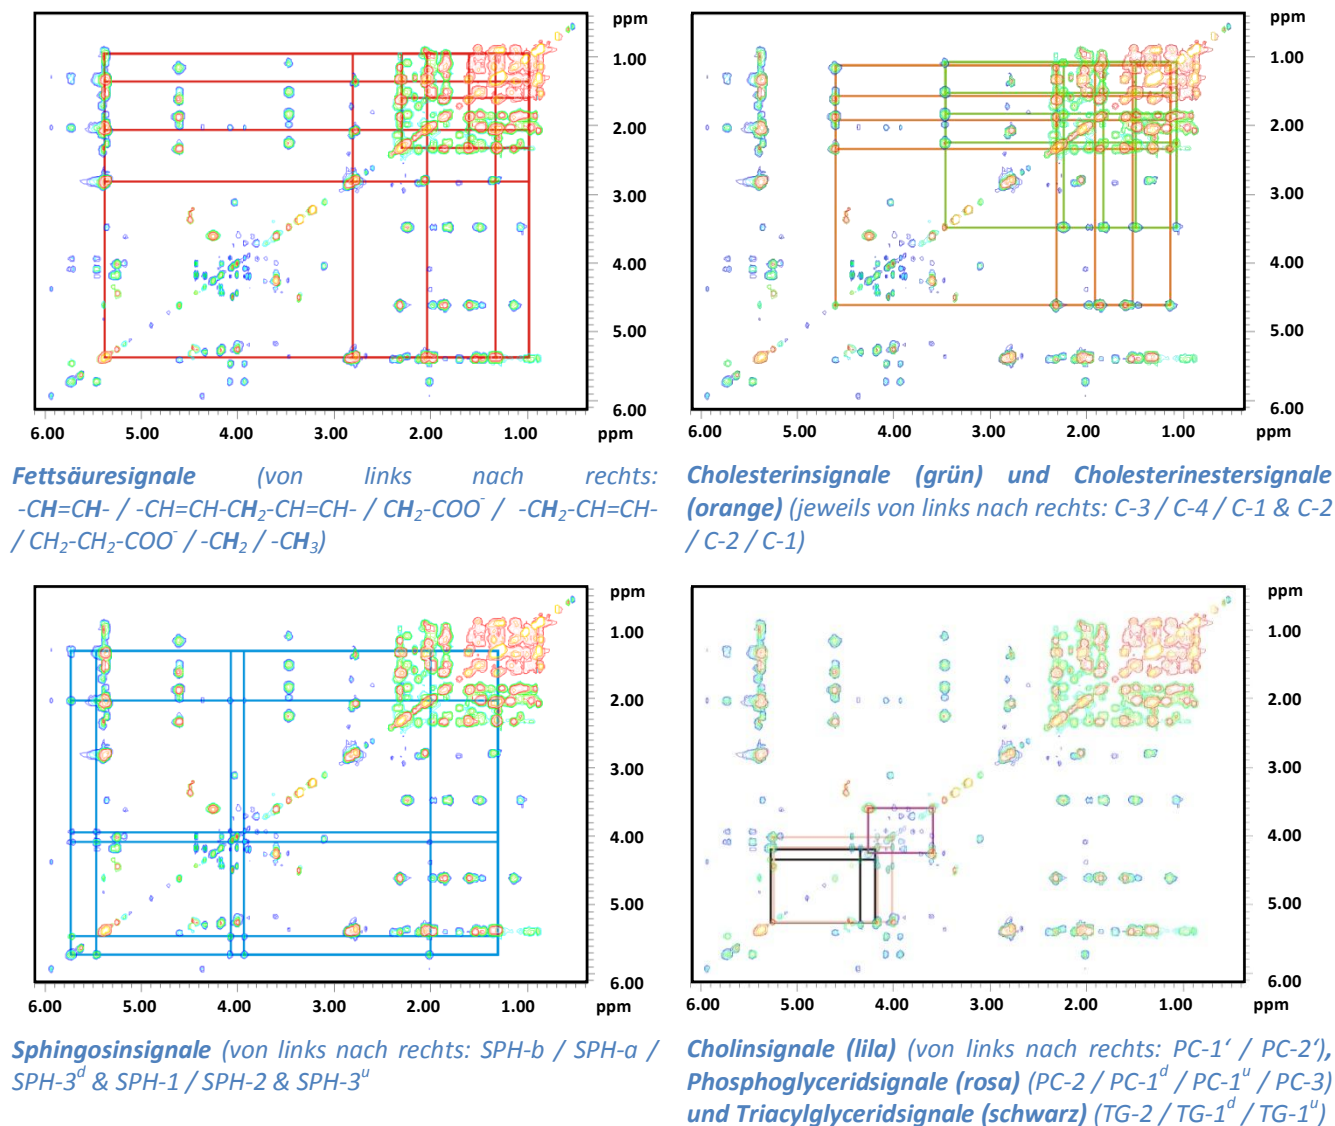 ppm
1.00
2.00
3.00
4.00
5.00
6.00
6.00 5.00 4.00 3.00 2.00 1.00 ppm
Fettsäuresignale (von links nach rechts:
-CH=CH- / -CH=CH-CH₂-CH=CH- / CH₂-COO⁻ / -CH₂-CH=CH-
/ CH₂-CH₂-COO⁻ / -CH₂ / -CH₃)
ppm
1.00
2.00
3.00
4.00
5.00
6.00
6.00 5.00 4.00 3.00 2.00 1.00 ppm
Cholesterinsignale (grün) und Cholesterinestersignale
(orange) (jeweils von links nach rechts: C-3 / C-4 / C-1 & C-2
/ C-2 / C-1)
ppm
1.00
2.00
3.00
4.00
5.00
6.00
6.00 5.00 4.00 3.00 2.00 1.00 ppm
Sphingosinsignale (von links nach rechts: SPH-b / SPH-a /
SPH-3ᵈ & SPH-1 / SPH-2 & SPH-3ᵘ
ppm
1.00
2.00
3.00
4.00
5.00
6.00
6.00 5.00 4.00 3.00 2.00 1.00 ppm
Cholinsignale (lila) (von links nach rechts: PC-1‘ / PC-2‘),
Phosphoglyceridsignale (rosa) (PC-2 / PC-1ᵈ / PC-1ᵘ / PC-3)
und Triacylglyceridsignale (schwarz) (TG-2 / TG-1ᵈ / TG-1ᵘ)